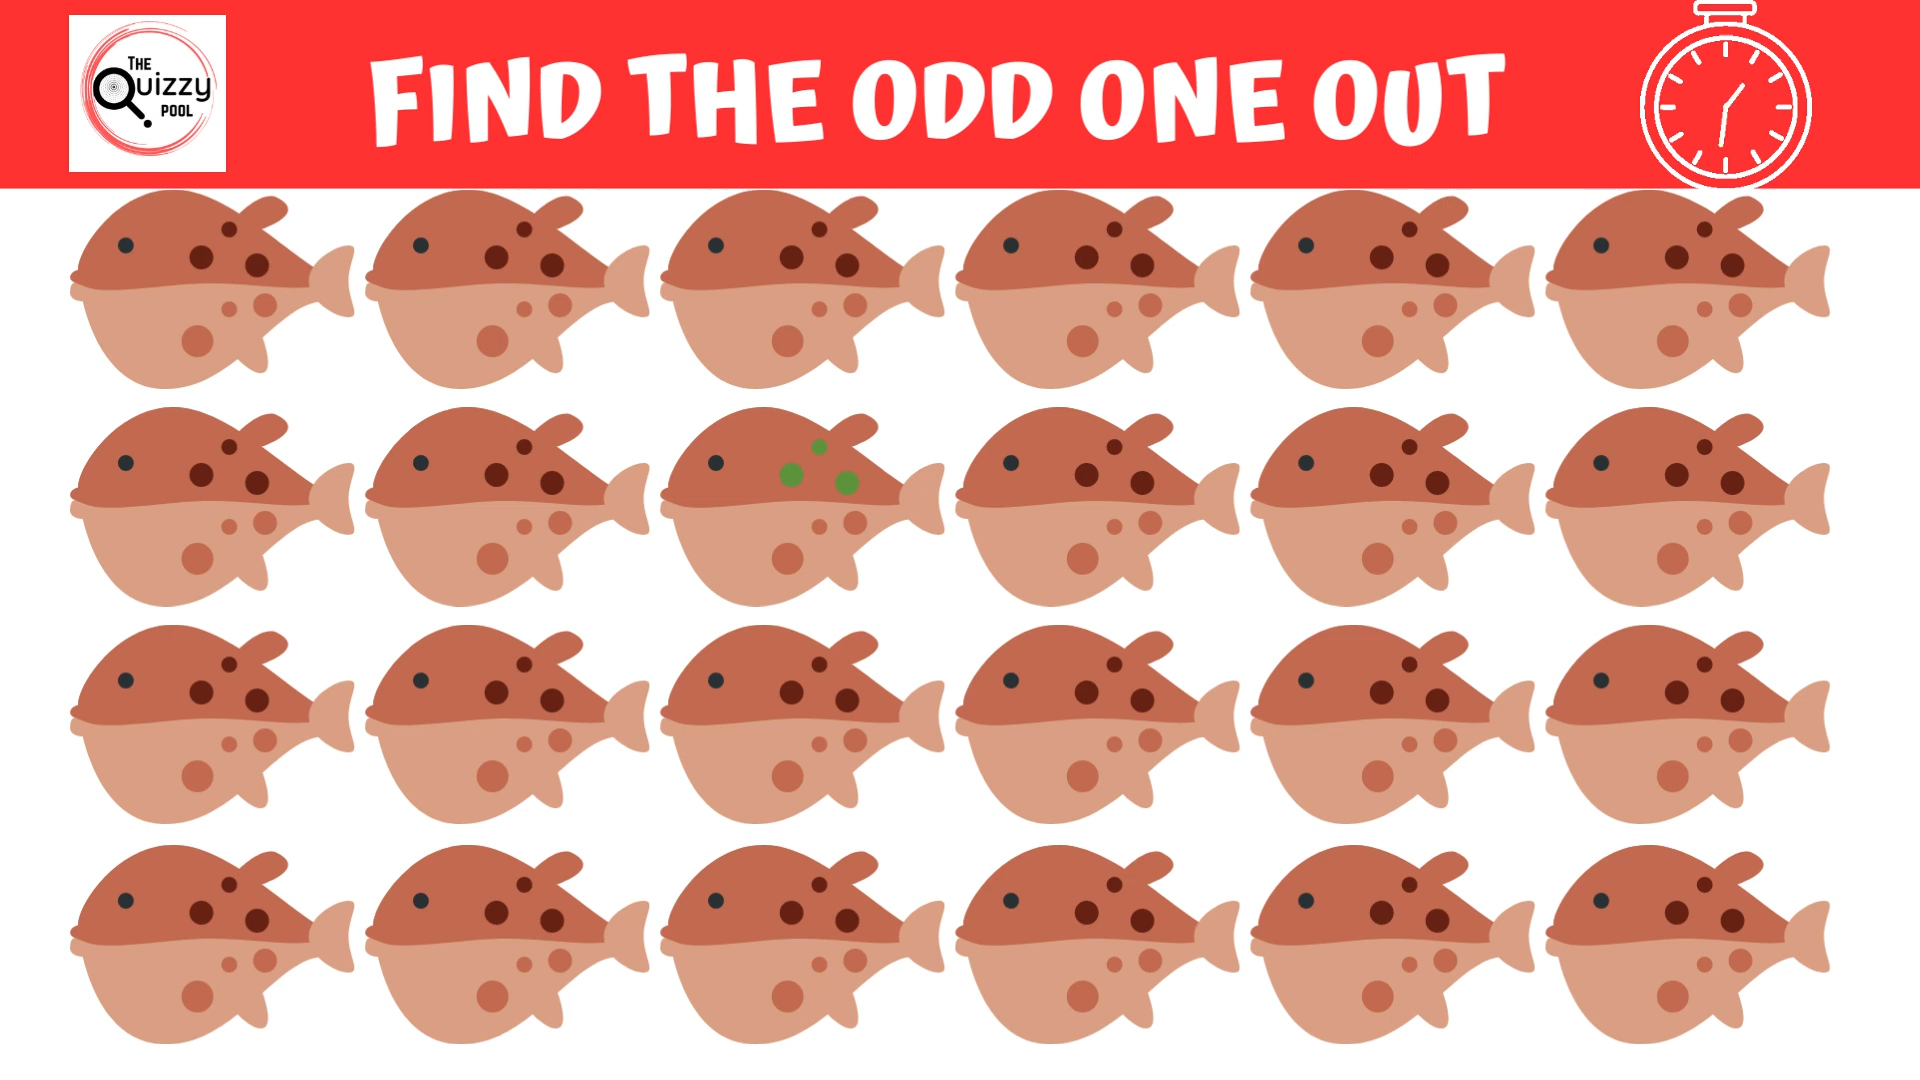 THE
Quizzy
POOL
FIND THE ODD ONE OUT